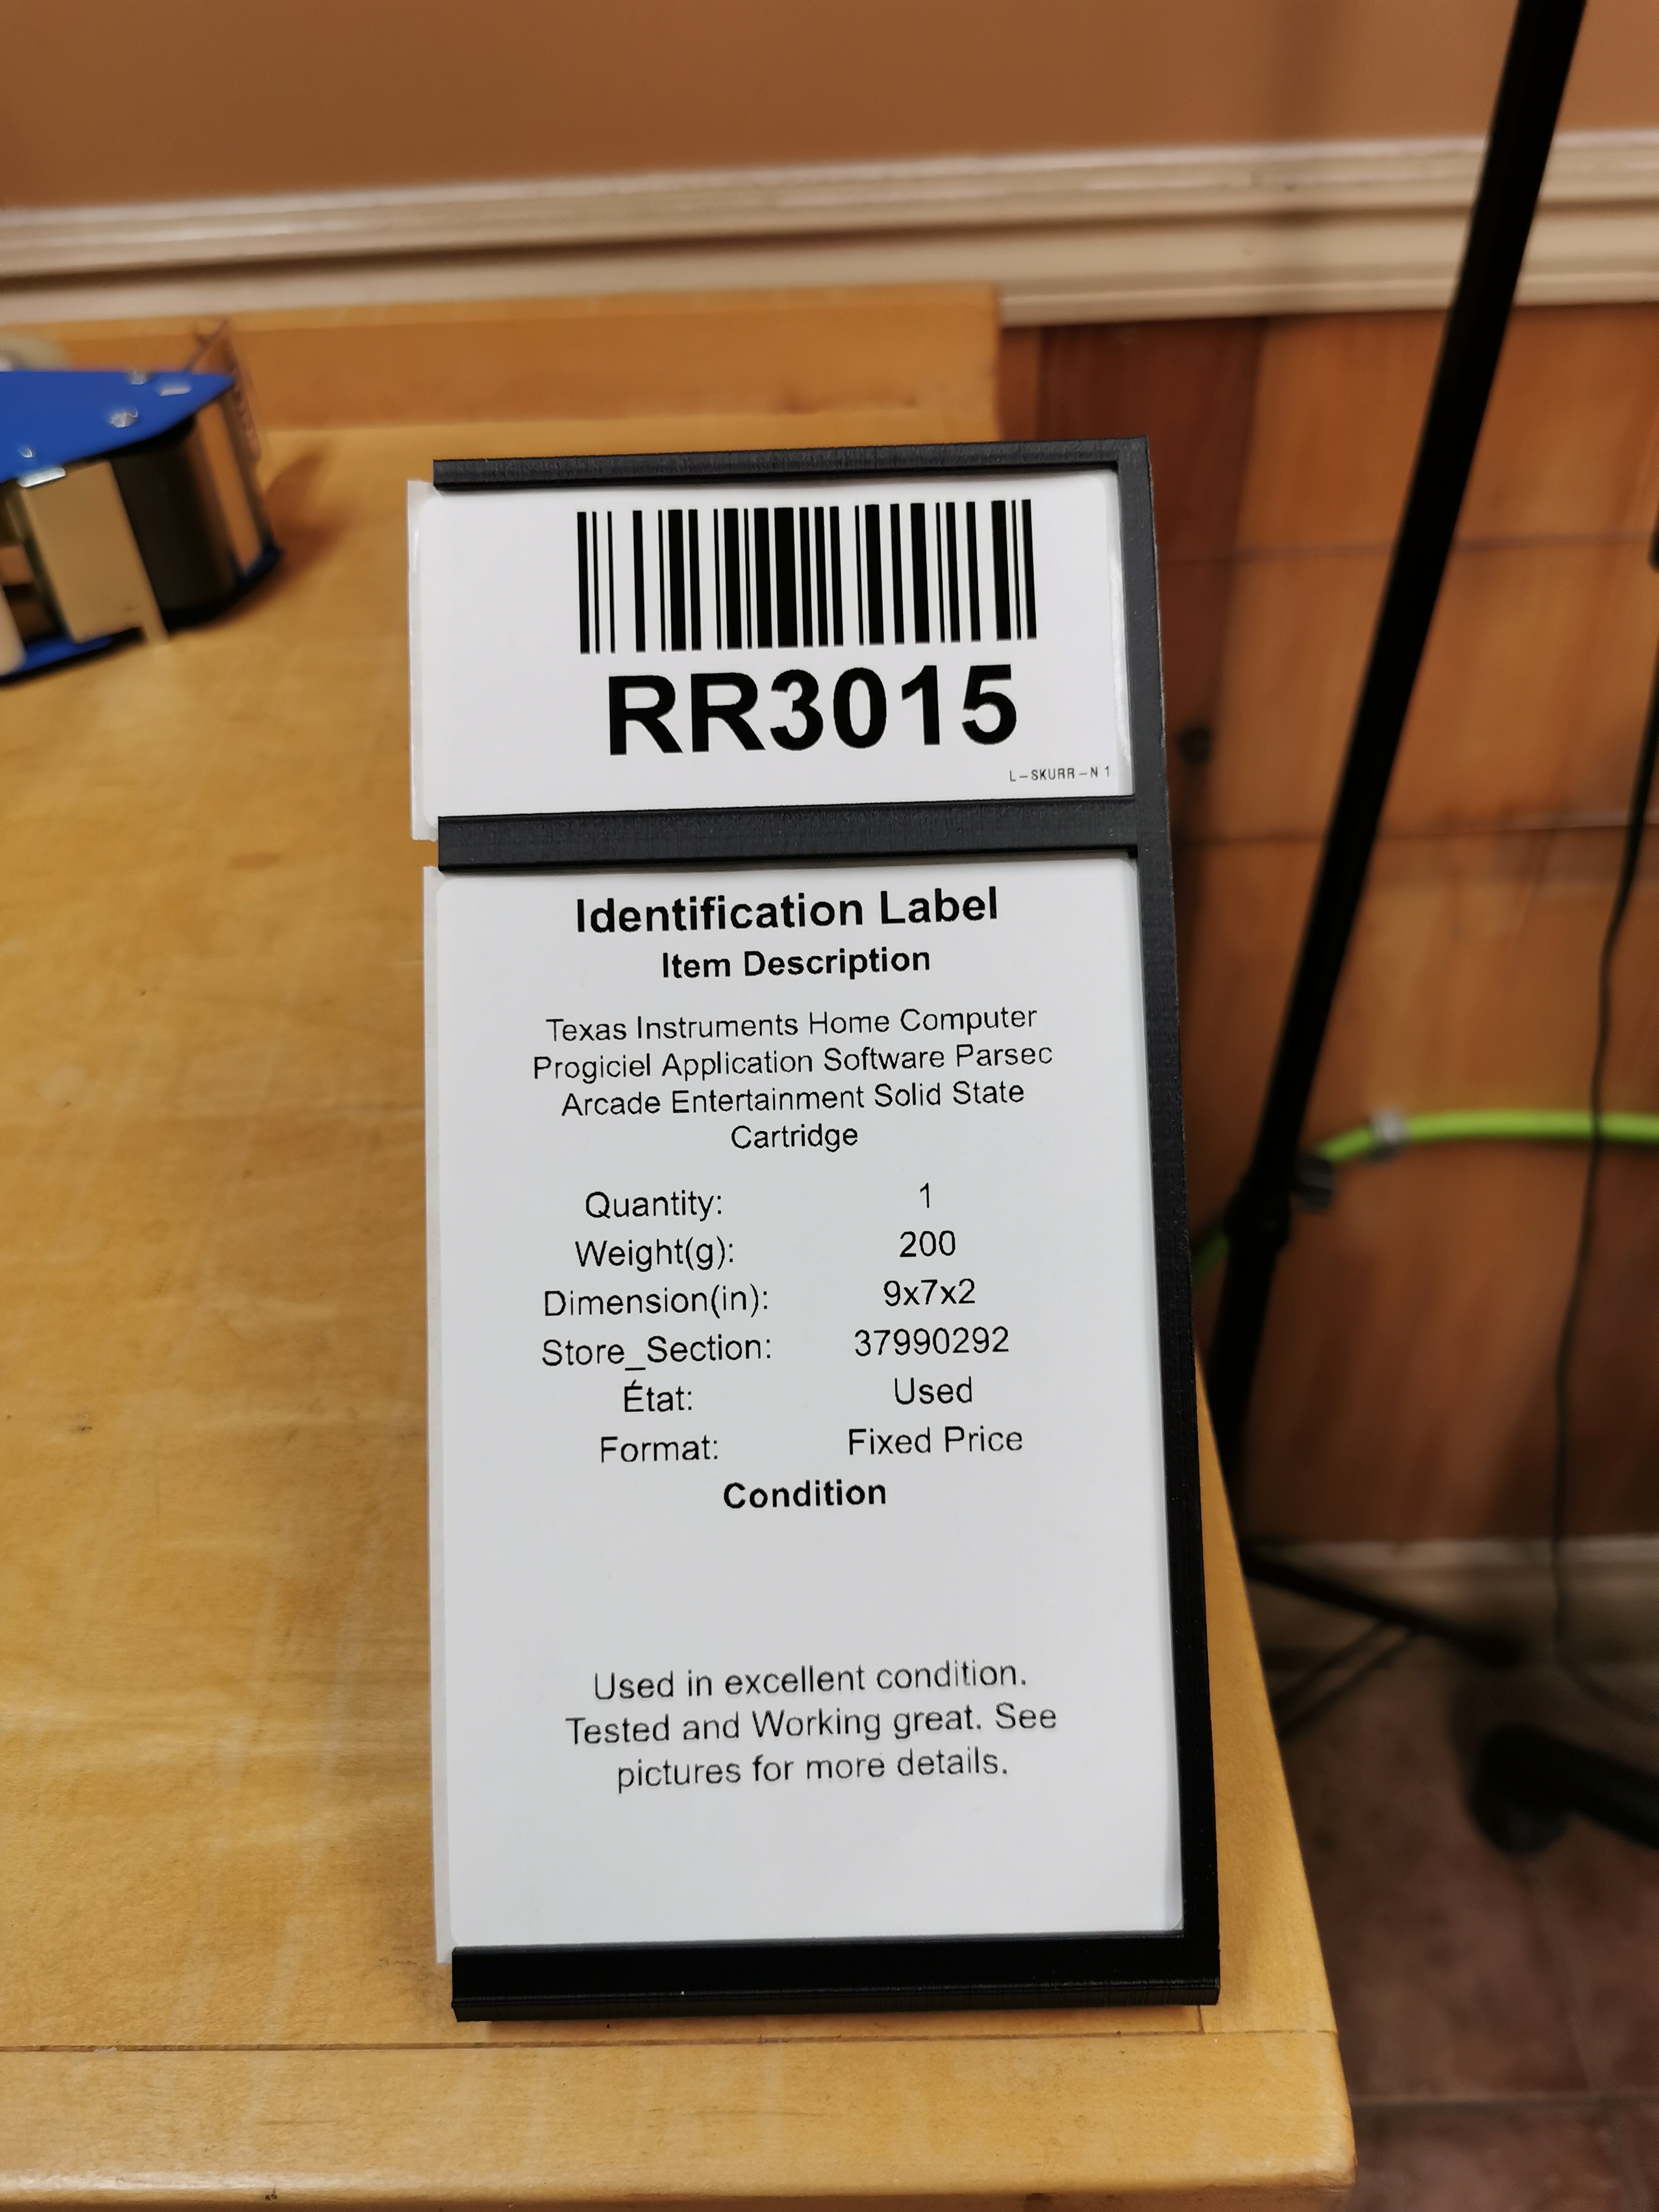 RR3015
L-SKURR-N 1
Identification Label
Item Description
Texas Instruments Home Computer
Progiciel Application Software Parsec
Arcade Entertainment Solid State
Cartridge
Quantity: 1
Weight(g): 200
Dimension(in): 9x7x2
Store_Section: 37990292
État: Used
Format: Fixed Price
Condition
Used in excellent condition.
Tested and Working great. See
pictures for more details.